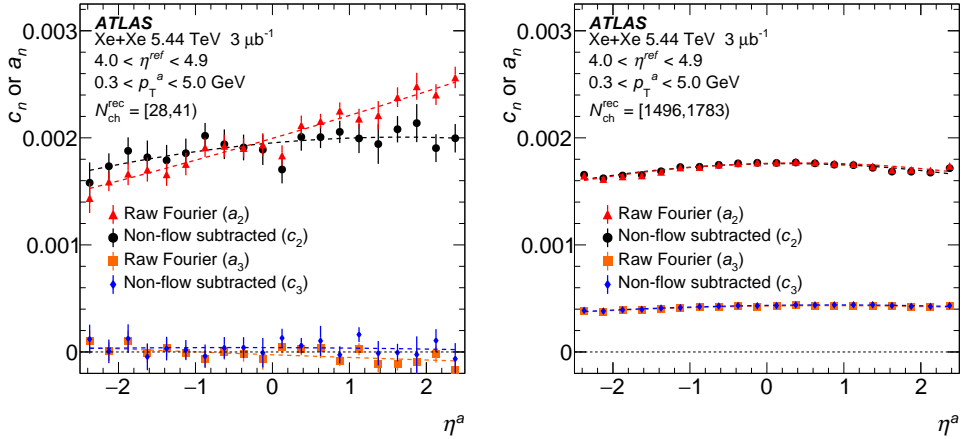 ATLAS
Xe+Xe 5.44 TeV 3 μb⁻¹
4.0 < η^ref < 4.9
0.3 < p_T^a < 5.0 GeV
N_ch^rec = [28,41)
c_n or a_n
0.003
0.002
0.001
0
Raw Fourier (a₂)
Non-flow subtracted (c₂)
Raw Fourier (a₃)
Non-flow subtracted (c₃)
−2 −1 0 1 2
η^a
ATLAS
Xe+Xe 5.44 TeV 3 μb⁻¹
4.0 < η^ref < 4.9
0.3 < p_T^a < 5.0 GeV
N_ch^rec = [1496,1783)
c_n or a_n
0.003
0.002
0.001
0
Raw Fourier (a₂)
Non-flow subtracted (c₂)
Raw Fourier (a₃)
Non-flow subtracted (c₃)
−2 −1 0 1 2
η^a